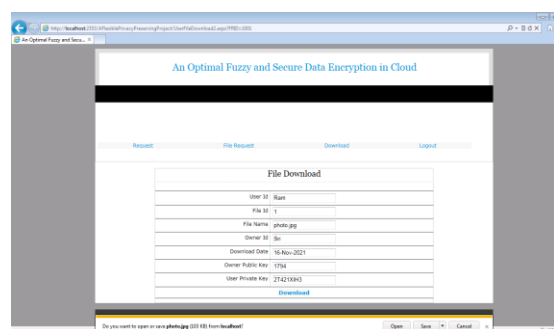 An Optimal Fuzzy and Secu... ×
An Optimal Fuzzy and Secure Data Encryption in Cloud
Request File Request Download Logout
File Download
User Id Ram
File Id 1
File Name photo.jpg
Owner Id Sri
Download Date 16-Nov-2021
Owner Public Key 1794
User Private Key 2T421XIH3
Download
Do you want to open or save photo.jpg (103 KB) from localhost?
Open Save Cancel ×